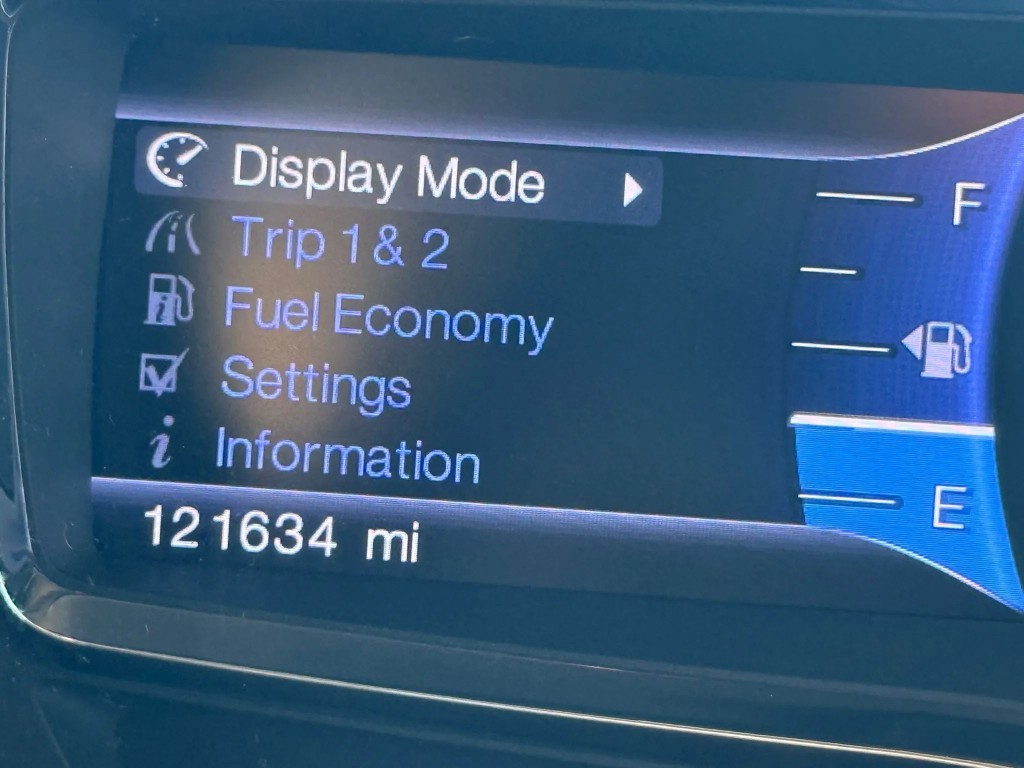 Display Mode
F
Trip 1 & 2
Fuel Economy
Settings
Information
E
121634 mi